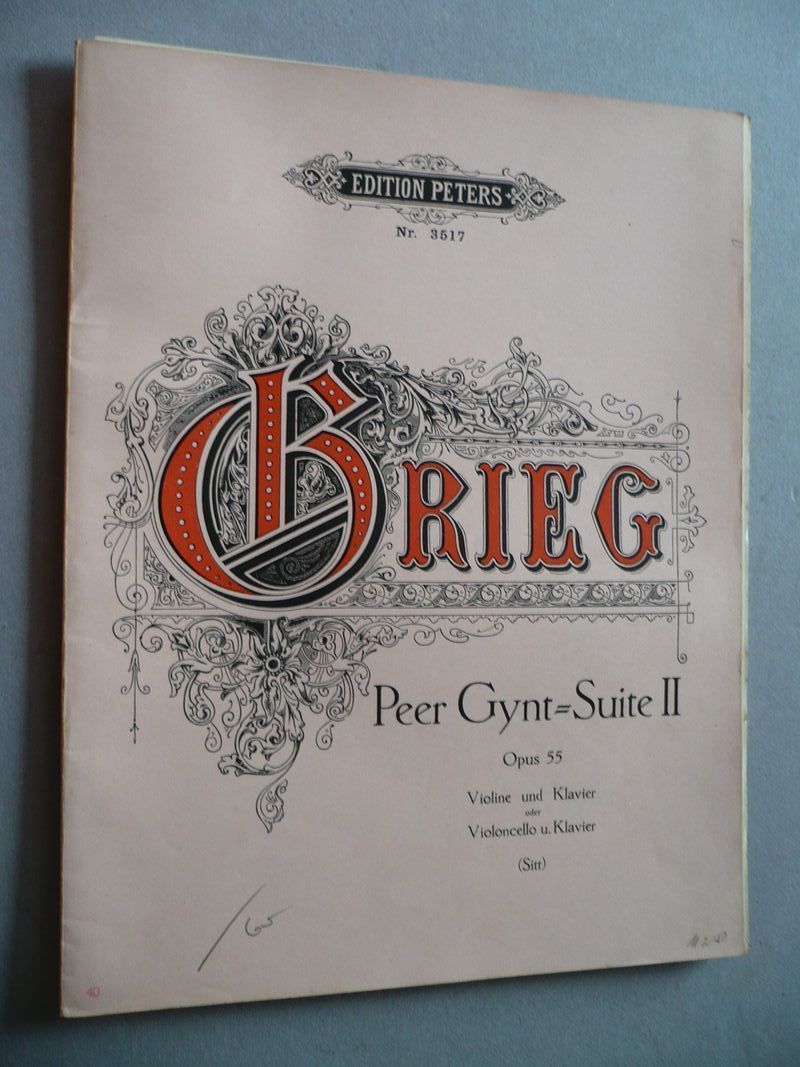 EDITION PETERS
Nr. 3517
GRIEG
Peer Gynt=Suite II
Opus 55
Violine und Klavier
oder
Violoncello u. Klavier
(Sitt)
40